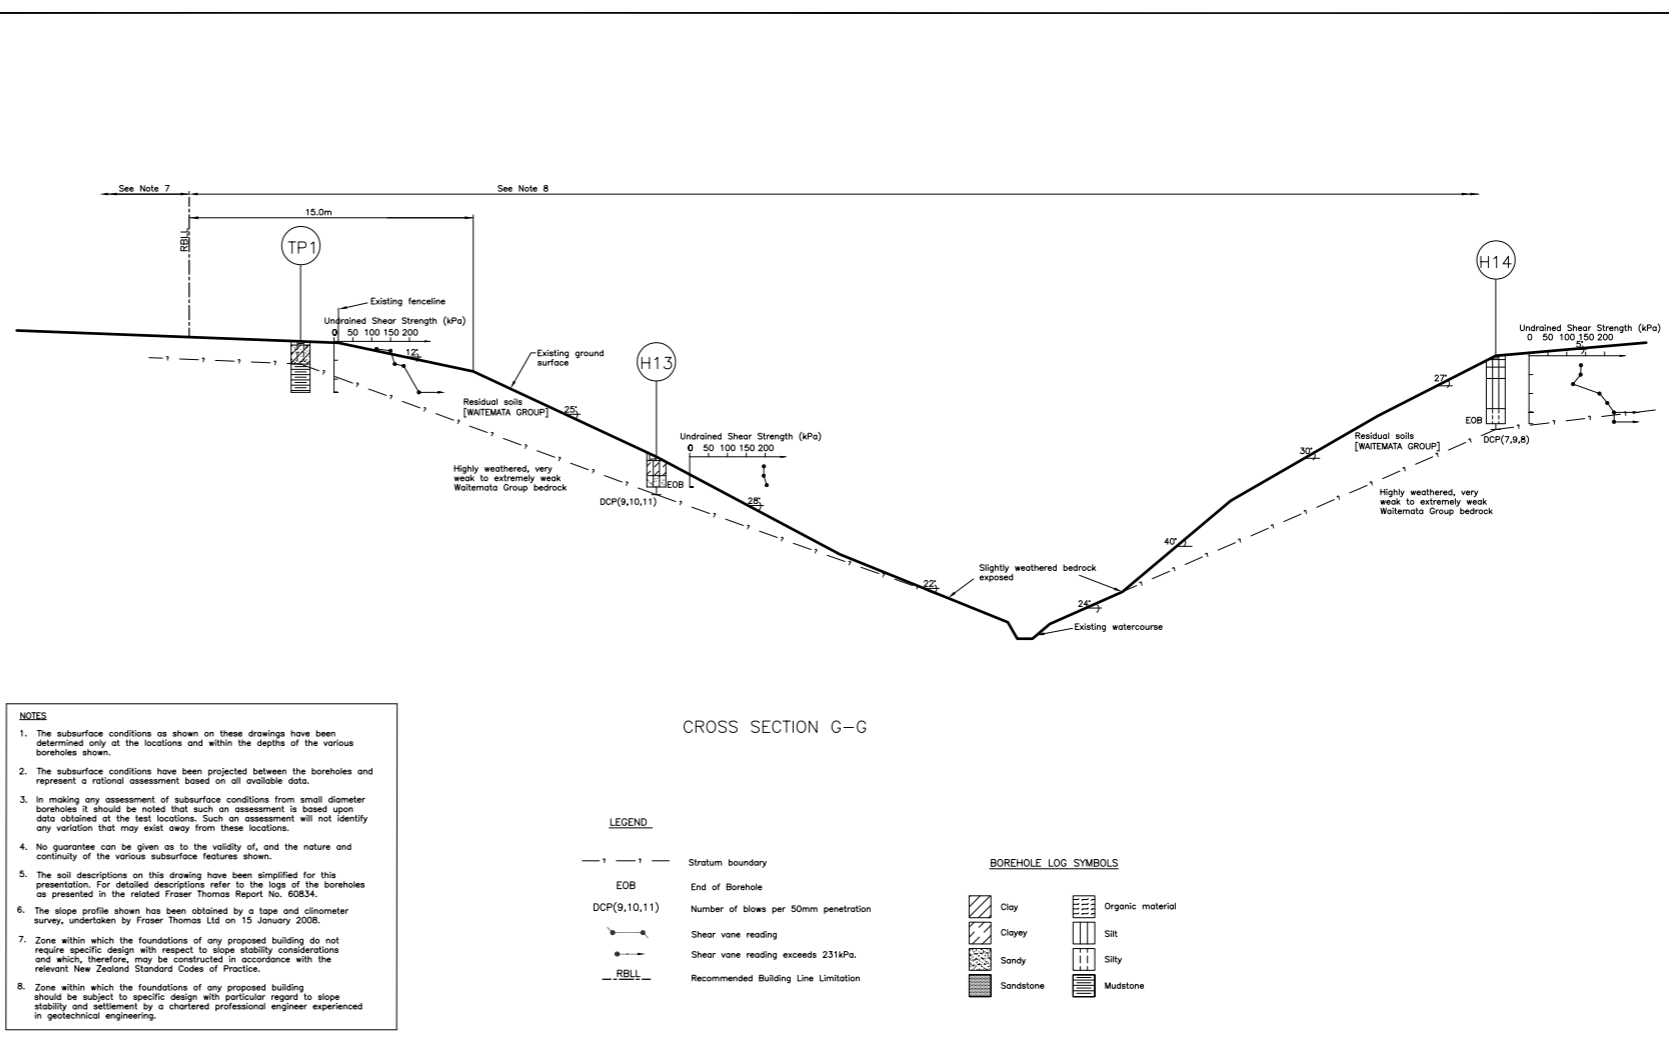 See Note 7
See Note 8
15.0m
RBLL
TP1
H14
Existing fenceline
Undrained Shear Strength (kPa)
0 50 100 150 200
12°
Existing ground
surface
H13
Undrained Shear Strength (kPa)
0 50 100 150 200
5°
27°
Residual soils
[WAITEMATA GROUP]
25°
EOB
DCP(7,9,8)
Undrained Shear Strength (kPa)
0 50 100 150 200
Residual soils
[WAITEMATA GROUP]
30°
Highly weathered, very
weak to extremely weak
Waitemata Group bedrock
EOB
DCP(9,10,11)
28°
Highly weathered, very
weak to extremely weak
Waitemata Group bedrock
40°
Slightly weathered bedrock
exposed
22°
24°
Existing watercourse
CROSS SECTION G-G
NOTES
1. The subsurface conditions as shown on these drawings have been
determined only at the locations and within the depths of the various
boreholes shown.
2. The subsurface conditions have been projected between the boreholes and
represent a rational assessment based on all available data.
3. In making any assessment of subsurface conditions from small diameter
boreholes it should be noted that such an assessment is based upon
data obtained at the test locations. Such an assessment will not identify
any variation that may exist away from these locations.
4. No guarantee can be given as to the validity of, and the nature and
continuity of the various subsurface features shown.
5. The soil descriptions on this drawing have been simplified for this
presentation. For detailed descriptions refer to the logs of the boreholes
as presented in the related Fraser Thomas Report No. 60834.
6. The slope profile shown has been obtained by a tape and clinometer
survey, undertaken by Fraser Thomas Ltd on 15 January 2008.
7. Zone within which the foundations of any proposed building do not
require specific design with respect to slope stability considerations
and which, therefore, may be constructed in accordance with the
relevant New Zealand Standard Codes of Practice.
8. Zone within which the foundations of any proposed building
should be subject to specific design with particular regard to slope
stability and settlement by a chartered professional engineer experienced
in geotechnical engineering.
LEGEND
? ? Stratum boundary
EOB End of Borehole
DCP(9,10,11) Number of blows per 50mm penetration
Shear vane reading
Shear vane reading exceeds 231kPa.
RBLL Recommended Building Line Limitation
BOREHOLE LOG SYMBOLS
Clay
Clayey
Sandy
Sandstone
Organic material
Silt
Silty
Mudstone